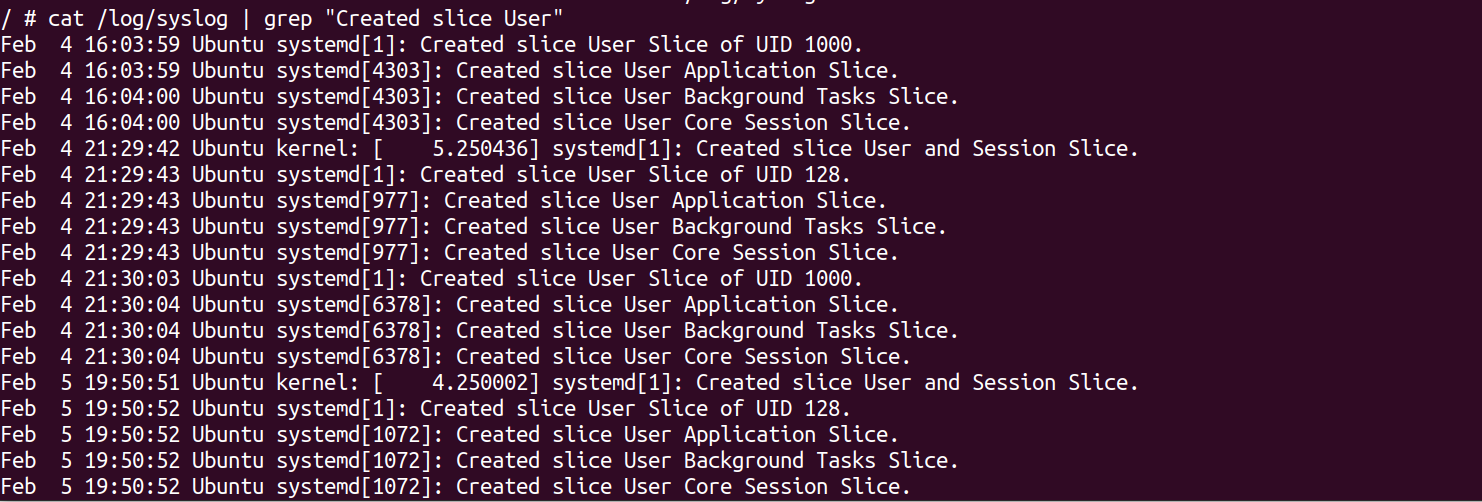 / # cat /log/syslog | grep "Created slice User"
Feb  4 16:03:59 Ubuntu systemd[1]: Created slice User Slice of UID 1000.
Feb  4 16:03:59 Ubuntu systemd[4303]: Created slice User Application Slice.
Feb  4 16:04:00 Ubuntu systemd[4303]: Created slice User Background Tasks Slice.
Feb  4 16:04:00 Ubuntu systemd[4303]: Created slice User Core Session Slice.
Feb  4 21:29:42 Ubuntu kernel: [    5.250436] systemd[1]: Created slice User and Session Slice.
Feb  4 21:29:43 Ubuntu systemd[1]: Created slice User Slice of UID 128.
Feb  4 21:29:43 Ubuntu systemd[977]: Created slice User Application Slice.
Feb  4 21:29:43 Ubuntu systemd[977]: Created slice User Background Tasks Slice.
Feb  4 21:29:43 Ubuntu systemd[977]: Created slice User Core Session Slice.
Feb  4 21:30:03 Ubuntu systemd[1]: Created slice User Slice of UID 1000.
Feb  4 21:30:04 Ubuntu systemd[6378]: Created slice User Application Slice.
Feb  4 21:30:04 Ubuntu systemd[6378]: Created slice User Background Tasks Slice.
Feb  4 21:30:04 Ubuntu systemd[6378]: Created slice User Core Session Slice.
Feb  5 19:50:51 Ubuntu kernel: [    4.250002] systemd[1]: Created slice User and Session Slice.
Feb  5 19:50:52 Ubuntu systemd[1]: Created slice User Slice of UID 128.
Feb  5 19:50:52 Ubuntu systemd[1072]: Created slice User Application Slice.
Feb  5 19:50:52 Ubuntu systemd[1072]: Created slice User Background Tasks Slice.
Feb  5 19:50:52 Ubuntu systemd[1072]: Created slice User Core Session Slice.